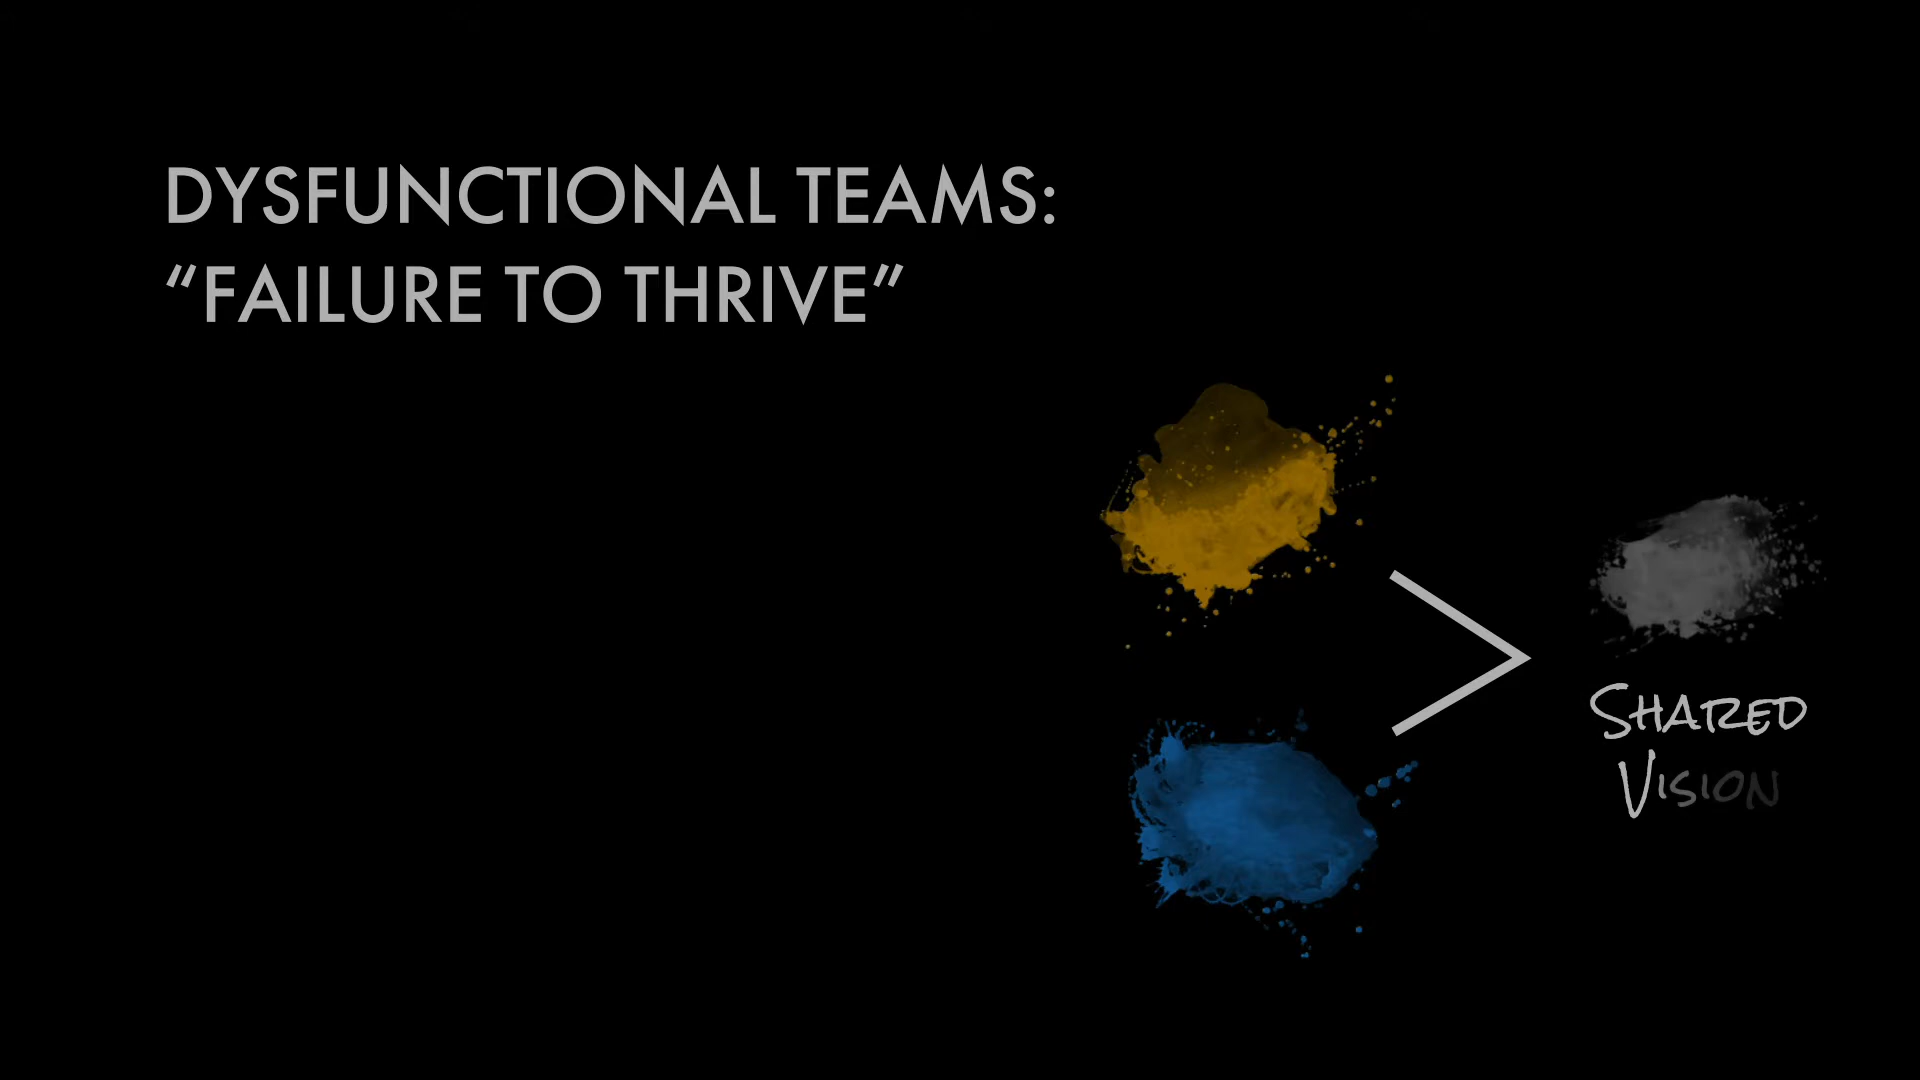 DYSFUNCTIONAL TEAMS:
“FAILURE TO THRIVE”
SHARED
VISION